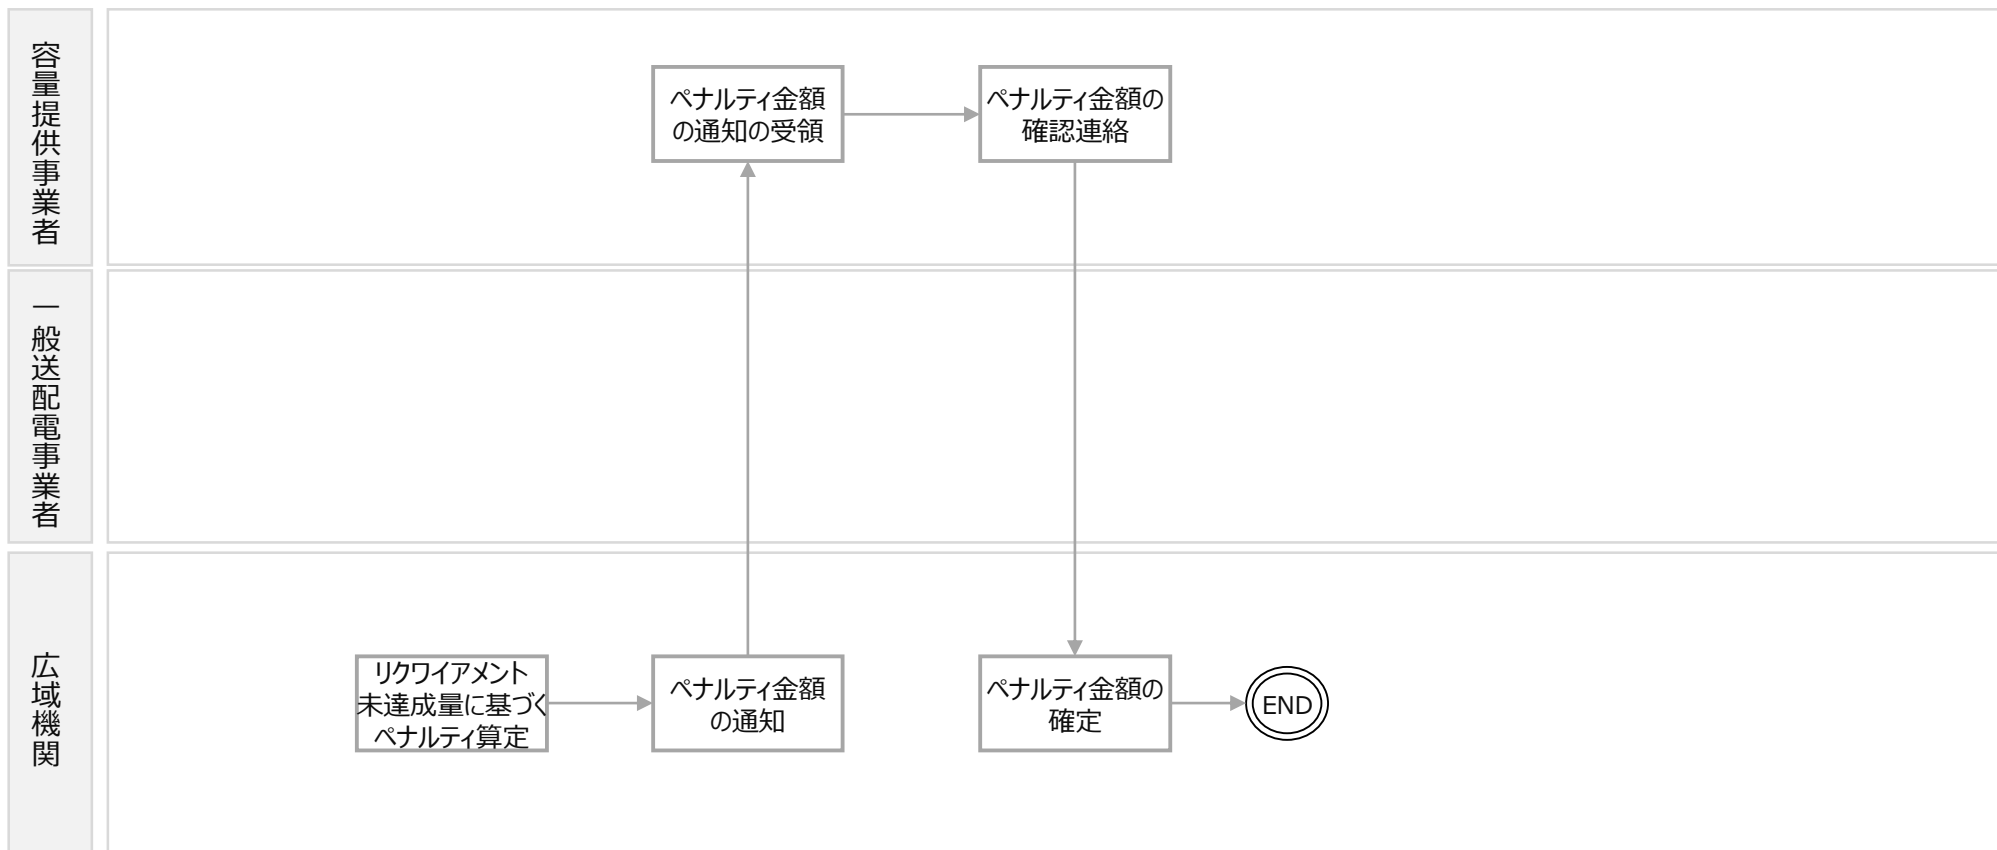 容量提供事業者
ペナルティ金額
の通知の受領
ペナルティ金額の
確認連絡
一般送配電事業者
広域機関
リクワイアメント
未達成量に基づく
ペナルティ算定
ペナルティ金額
の通知
ペナルティ金額の
確定
END